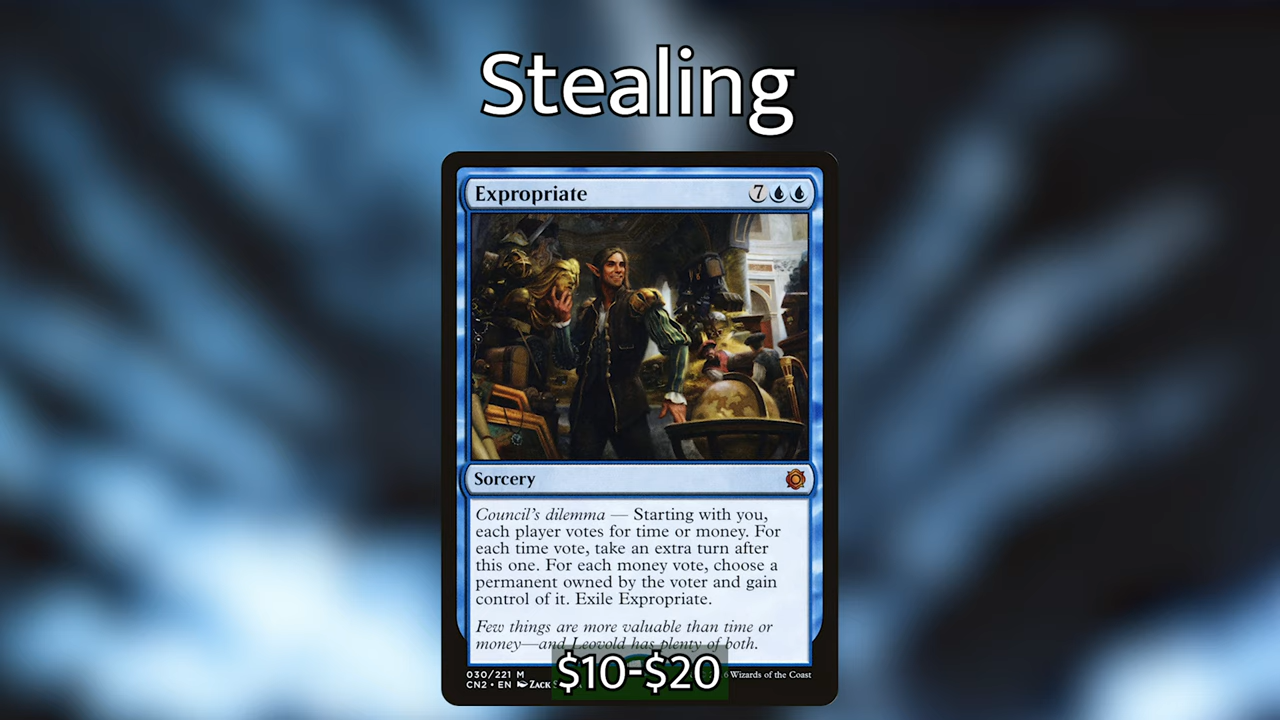 Stealing
Expropriate 7
Sorcery
Council's dilemma — Starting with you,
each player votes for time or money. For
each time vote, take an extra turn after
this one. For each money vote, choose a
permanent owned by the voter and gain
control of it. Exile Expropriate.
Few things are more valuable than time or
money—and Leovold has plenty of both.
$10-$20
030/221 M
6 Wizards of the Coast
CN2 • EN ZACK